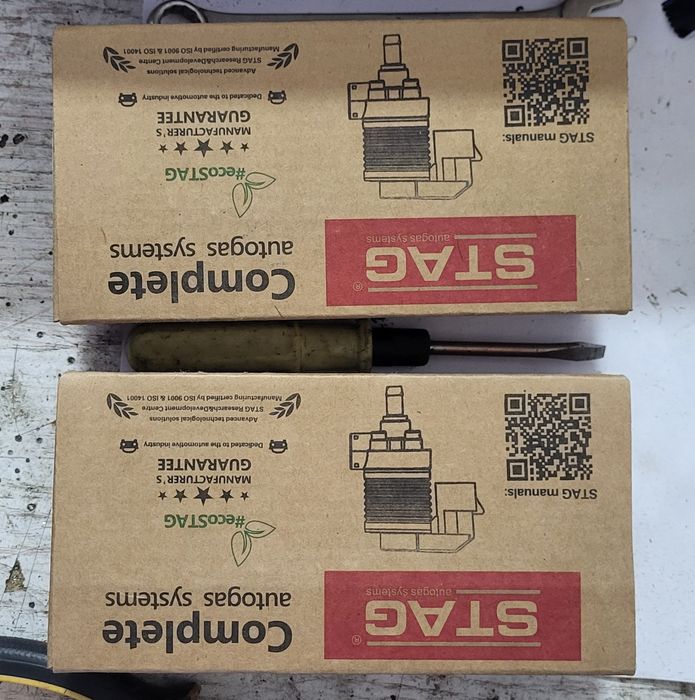 STAG®
autogas systems
Complete
autogas systems
STAG manuals:
#ecoSTAG
MANUFACTURER'S
GUARANTEE
Dedicated to the automotive industry
Advanced technological solutions
STAG Research&Development Centre
Manufacturing certified by ISO 9001 & ISO 14001
STAG®
autogas systems
Complete
autogas systems
STAG manuals:
#ecoSTAG
MANUFACTURER'S
GUARANTEE
Dedicated to the automotive industry
Advanced technological solutions
STAG Research&Development Centre
Manufacturing certified by ISO 9001 & ISO 14001